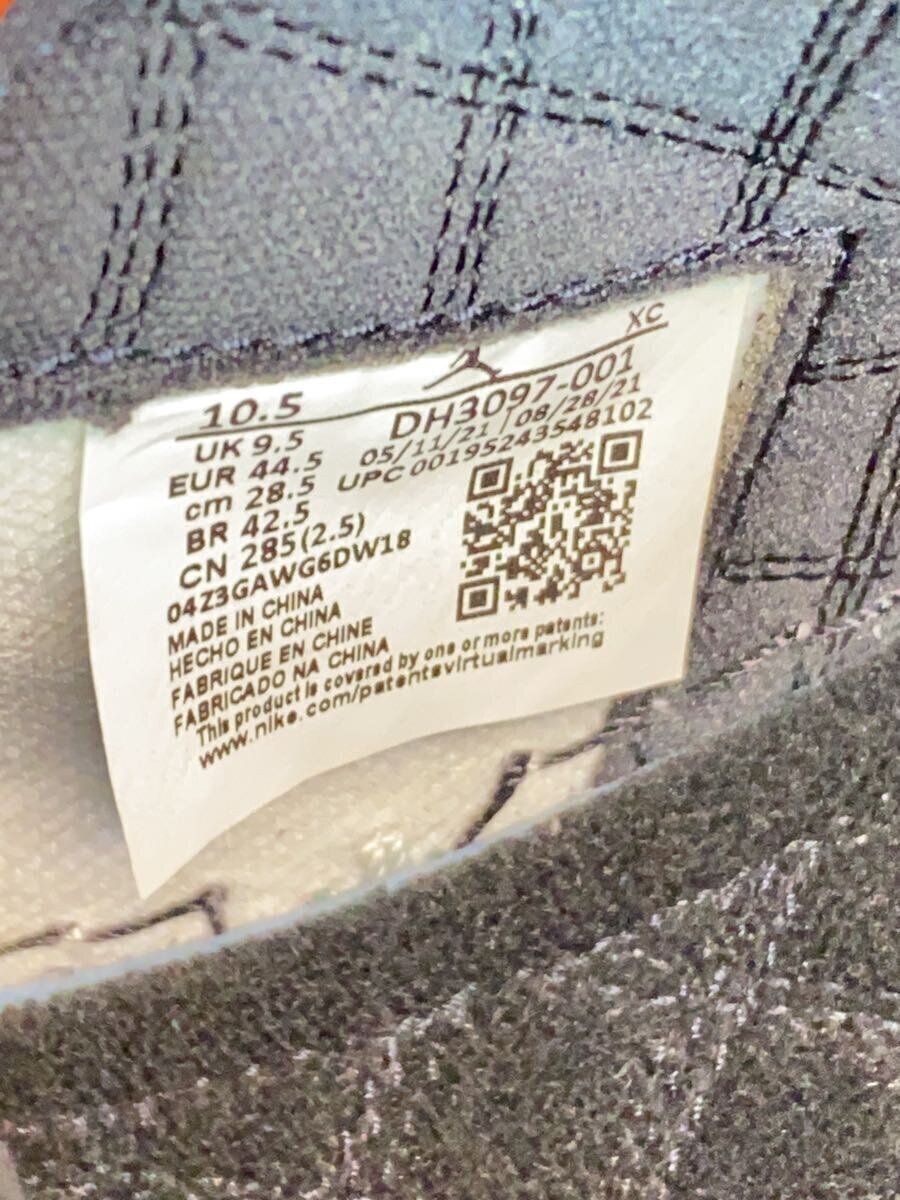 XC
10.5
UK 9.5
EUR 44.5
cm 28.5
BR 42.5
CN 285(2.5)
DH3097-001
05/11/21 / 08/28/21
UPC 00195243548102
04Z3GAWG6DW18
MADE IN CHINA
HECHO EN CHINA
FABRIQUE EN CHINE
FABRICADO NA CHINA
This product is covered by one or more patents:
www.nike.com/patentsvirtualmarking